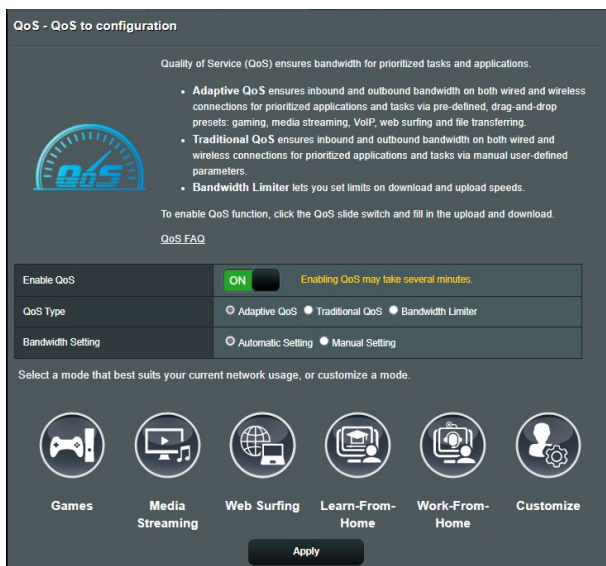 QoS - QoS to configuration
Quality of Service (QoS) ensures bandwidth for prioritized tasks and applications.
• Adaptive QoS ensures inbound and outbound bandwidth on both wired and wireless
connections for prioritized applications and tasks via pre-defined, drag-and-drop
presets: gaming, media streaming, VoIP, web surfing and file transferring.
• Traditional QoS ensures inbound and outbound bandwidth on both wired and
wireless connections for prioritized applications and tasks via manual user-defined
parameters.
• Bandwidth Limiter lets you set limits on download and upload speeds.
QoS
To enable QoS function, click the QoS slide switch and fill in the upload and download.
QoS FAQ
Enable QoS ON Enabling QoS may take several minutes.
QoS Type Adaptive QoS Traditional QoS Bandwidth Limiter
Bandwidth Setting Automatic Setting Manual Setting
Select a mode that best suits your current network usage, or customize a mode.
Games
Media
Streaming
Web Surfing
Learn-From-
Home
Work-From-
Home
Customize
Apply